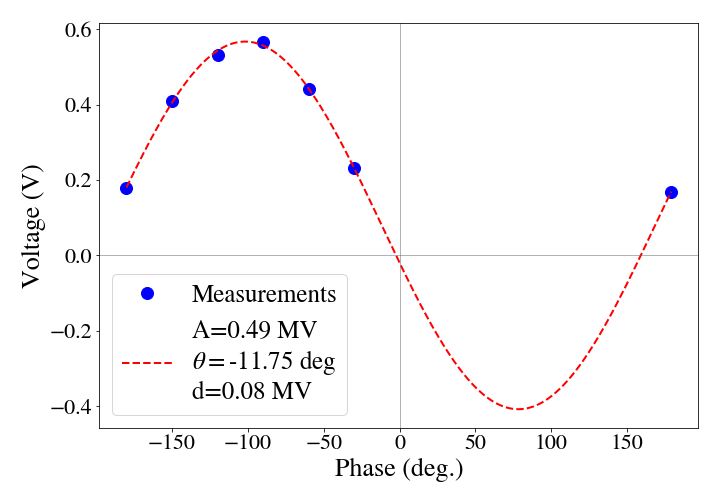 0.6
0.4
0.2
0.0
−0.2
−0.4
Voltage (V)
Measurements
A=0.49 MV
θ = -11.75 deg
d=0.08 MV
−150 −100 −50 0 50 100 150
Phase (deg.)